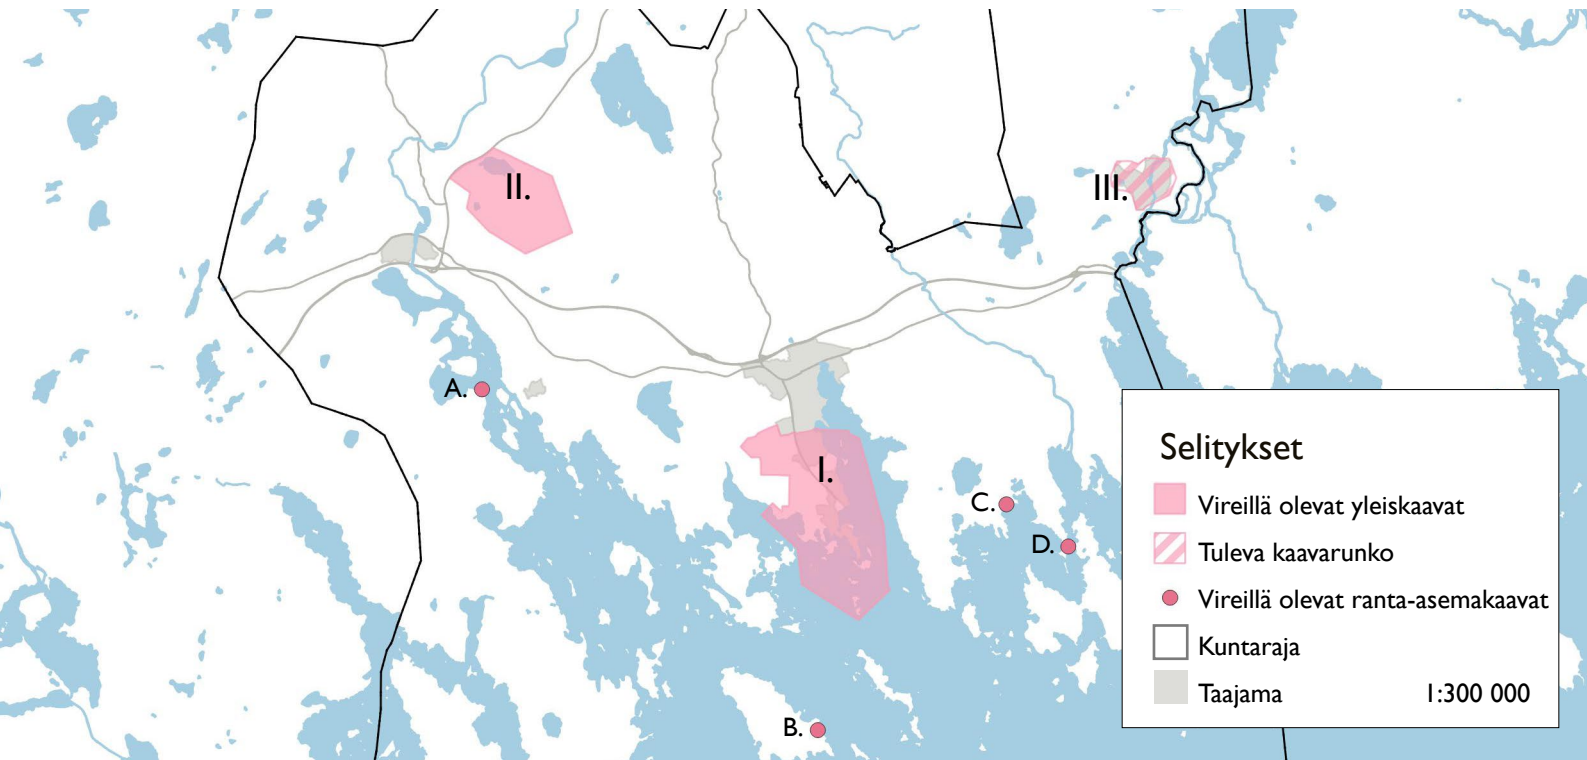 II.
III.
A.
I.
C.
D.
B.
Selitykset
Vireillä olevat yleiskaavat
Tuleva kaavarunko
Vireillä olevat ranta-asemakaavat
Kuntaraja
Taajama 1:300 000